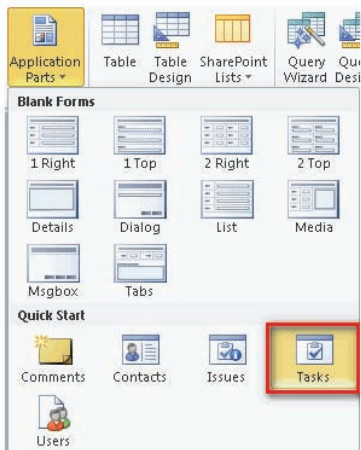 Application Parts
Table
Table Design
SharePoint Lists
Query Wizard
Blank Forms
1 Right
1 Top
2 Right
2 Top
Details
Dialog
List
Media
Msgbox
Tabs
Quick Start
Comments
Contacts
Issues
Tasks
Users